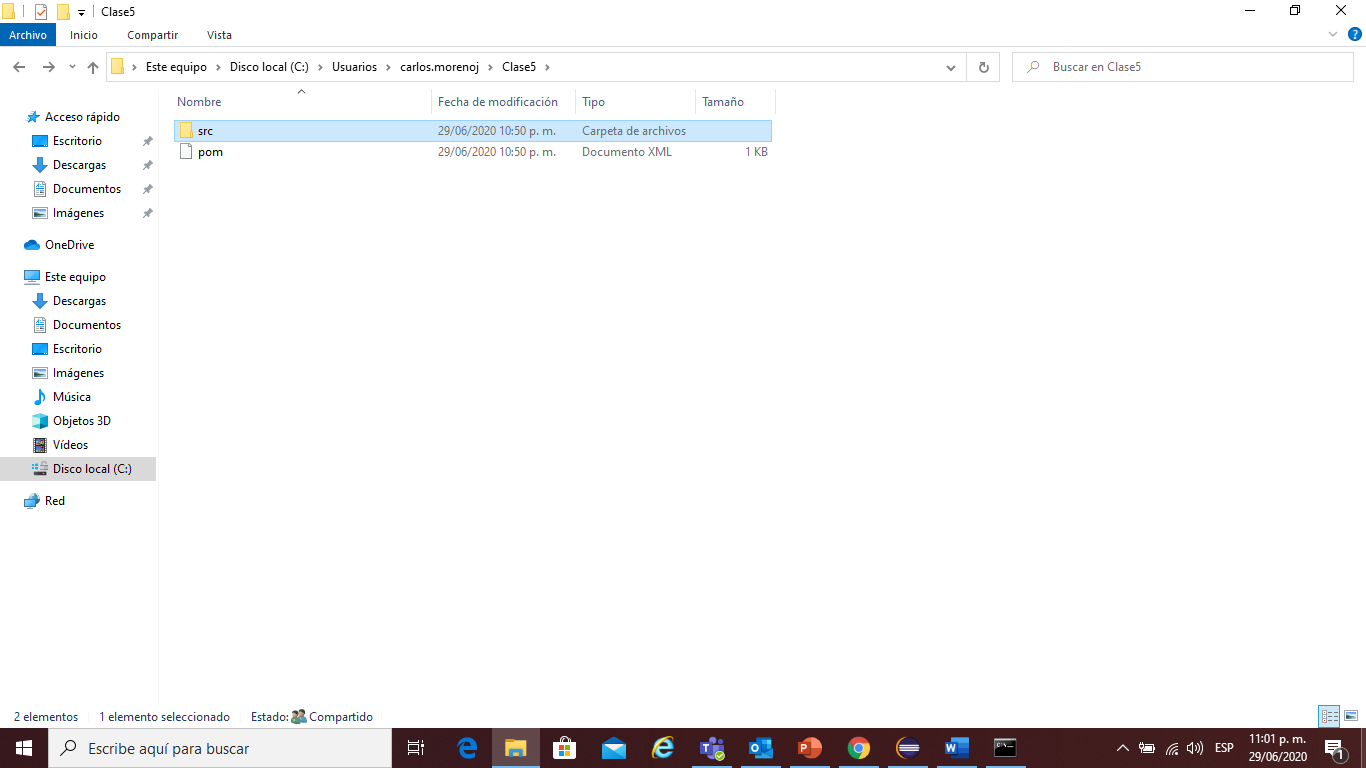 Clase5
Archivo Inicio Compartir Vista
Este equipo Disco local (C:) Usuarios carlos.morenoj Clase5 Buscar en Clase5
Nombre Fecha de modificación Tipo Tamaño
src 29/06/2020 10:50 p. m. Carpeta de archivos
pom 29/06/2020 10:50 p. m. Documento XML 1 KB
Acceso rápido
Escritorio
Descargas
Documentos
Imágenes
OneDrive
Este equipo
Descargas
Documentos
Escritorio
Imágenes
Música
Objetos 3D
Vídeos
Disco local (C:)
Red
2 elementos 1 elemento seleccionado Estado: Compartido
Escribe aquí para buscar ESP 11:01 p. m.
29/06/2020 1